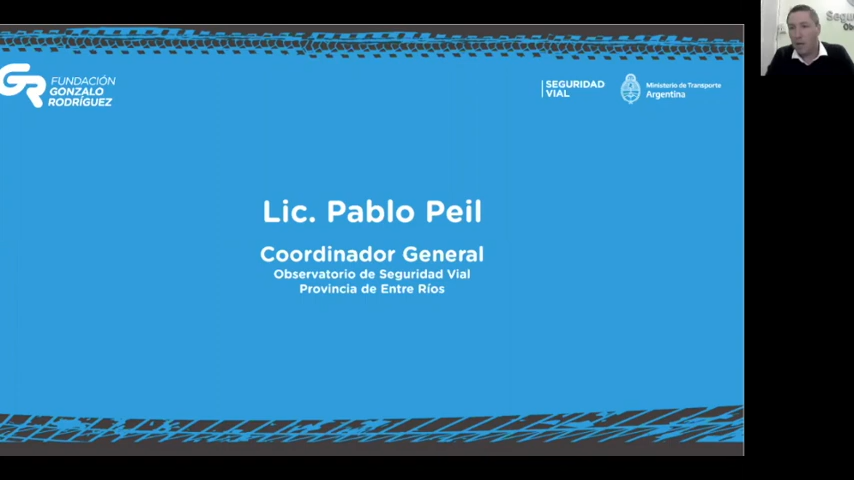 FUNDACIÓN
GONZALO
RODRÍGUEZ
SEGURIDAD
VIAL
Ministerio de Transporte
Argentina
Lic. Pablo Peil
Coordinador General
Observatorio de Seguridad Vial
Provincia de Entre Ríos